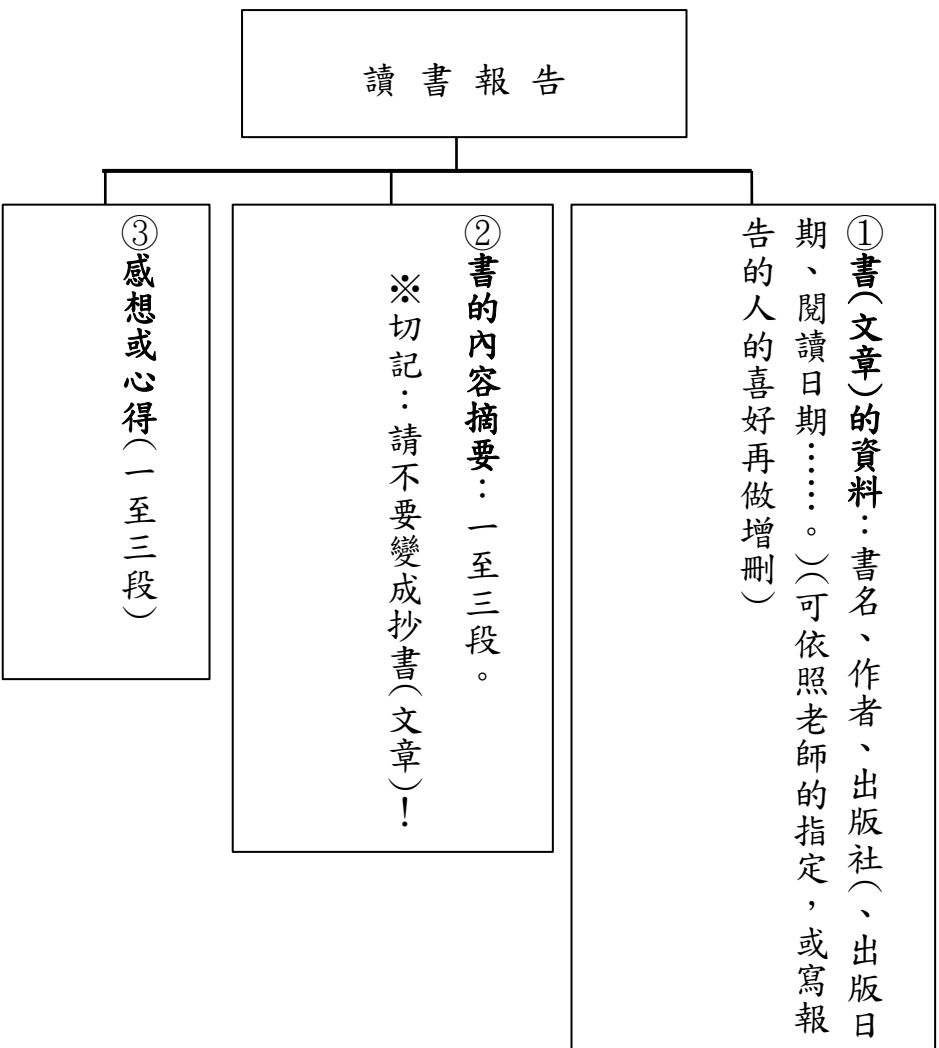 讀書報告
①書(文章)的資料：書名、作者、出版社(、出版日
期、閱讀日期……。)(可依照老師的指定，或寫報
告的人的喜好再做增刪)
②書的內容摘要：一至三段。
※切記：請不要變成抄書(文章)！
③感想或心得(一至三段)